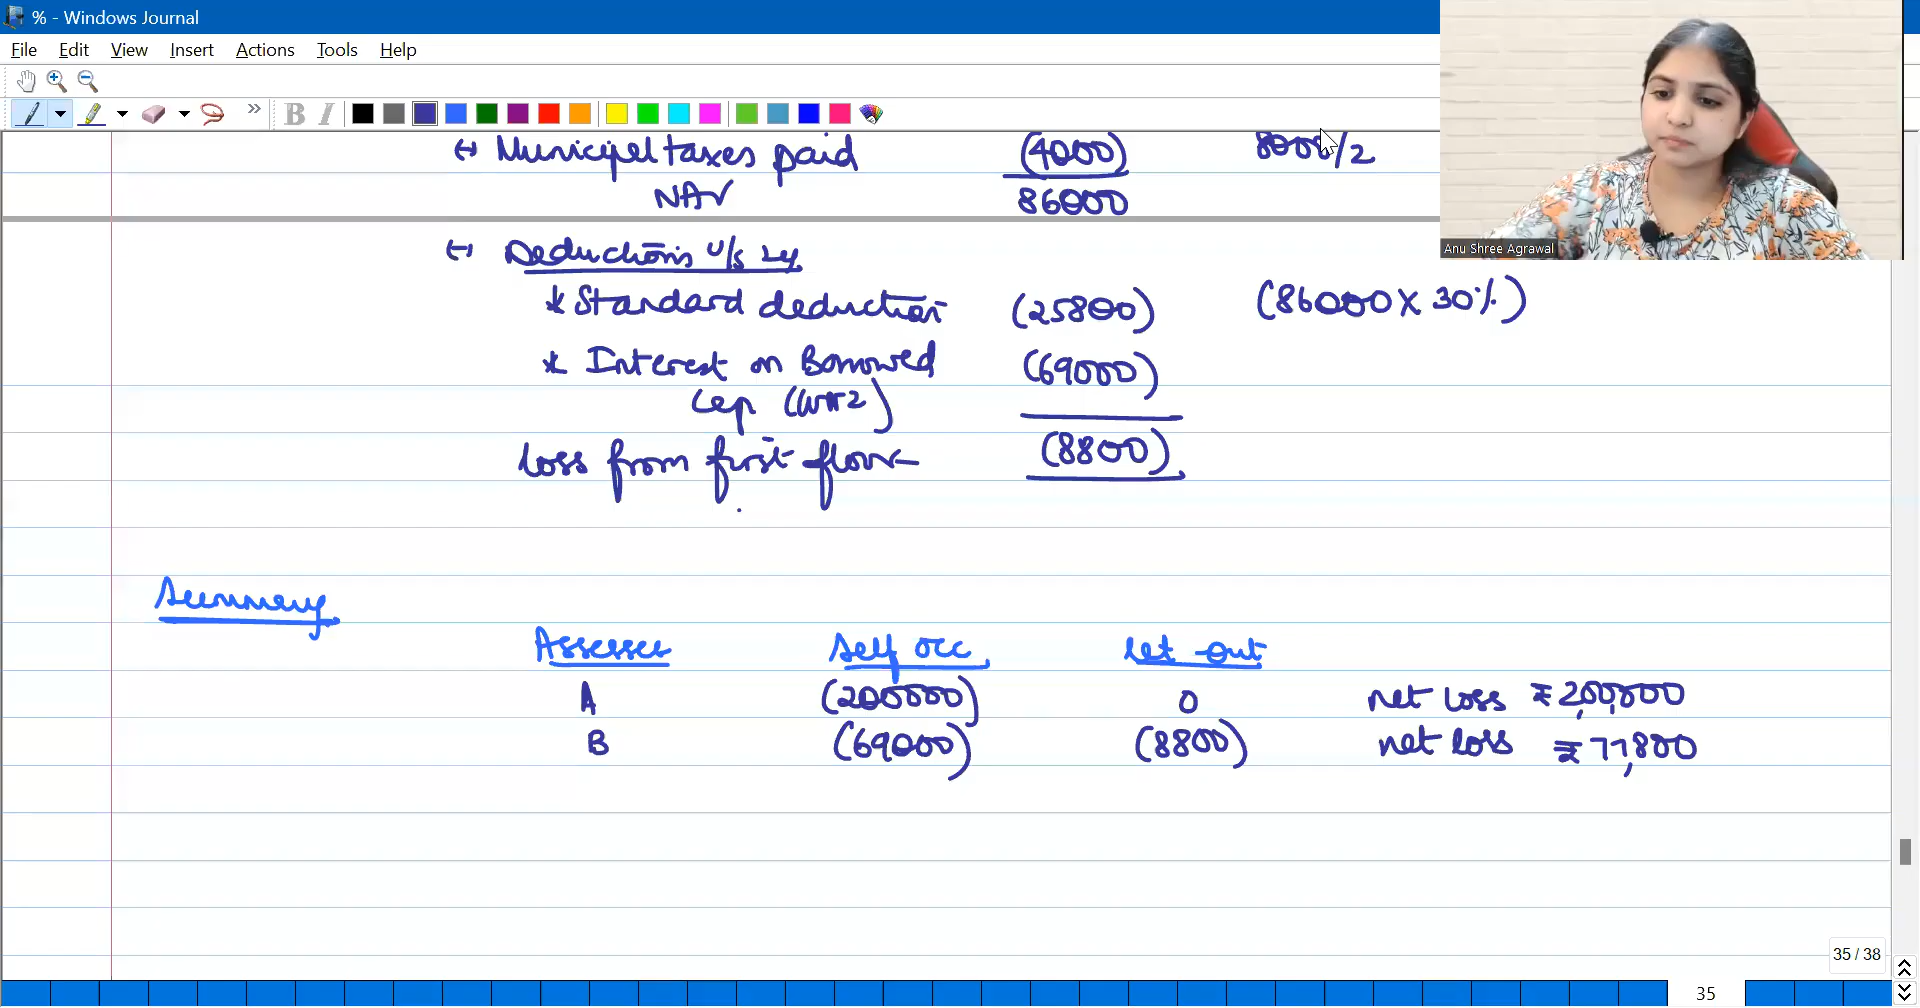 % - Windows Journal
File Edit View Insert Actions Tools Help
B I
(-) Municipal taxes paid (4000) 8000/2
NAV 86000
Anu Shree Agrawal
(-) Deductions u/s 24
* Standard deduction (25800) (86000 x 30%)
* Interest on Borrowed (69000)
Cap (WN2)
Loss from first floor (8800)
Summary
Assessee Self occ Let out
A (200000) 0 net loss ₹ 2,00,000
B (69000) (8800) net loss ₹ 77,800
35 / 38
35